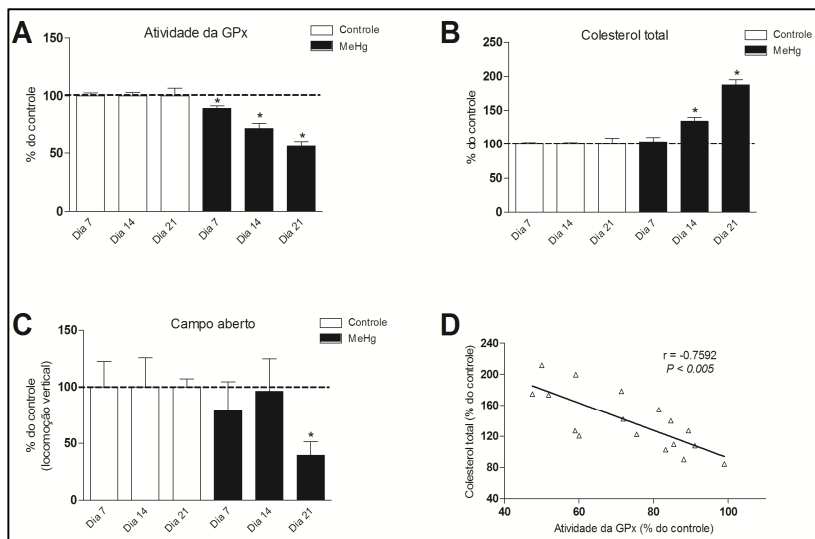 A
Atividade da GPx
Controle
MeHg
% do controle
150
100
50
0
*
*
*
Dia 7
Dia 14
Dia 21
Dia 7
Dia 14
Dia 21
B
Colesterol total
Controle
MeHg
% do controle
250
200
150
100
50
0
*
*
Dia 7
Dia 14
Dia 21
Dia 7
Dia 14
Dia 21
C
Campo aberto
Controle
MeHg
% do controle
(locomoção vertical)
150
100
50
0
*
Dia 7
Dia 14
Dia 21
Dia 7
Dia 14
Dia 21
D
r = -0.7592
P < 0.005
Colesterol total (% do controle)
240
200
160
120
80
40
40
60
80
100
Atividade da GPx (% do controle)